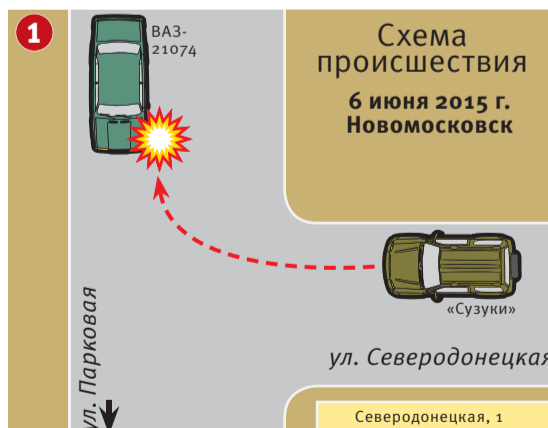 1
ВАЗ-
21074
Схема
происшествия
6 июня 2015 г.
Новомосковск
«Сузуки»
ул. Парковая
ул. Северодонецкая
Северодонецкая, 1